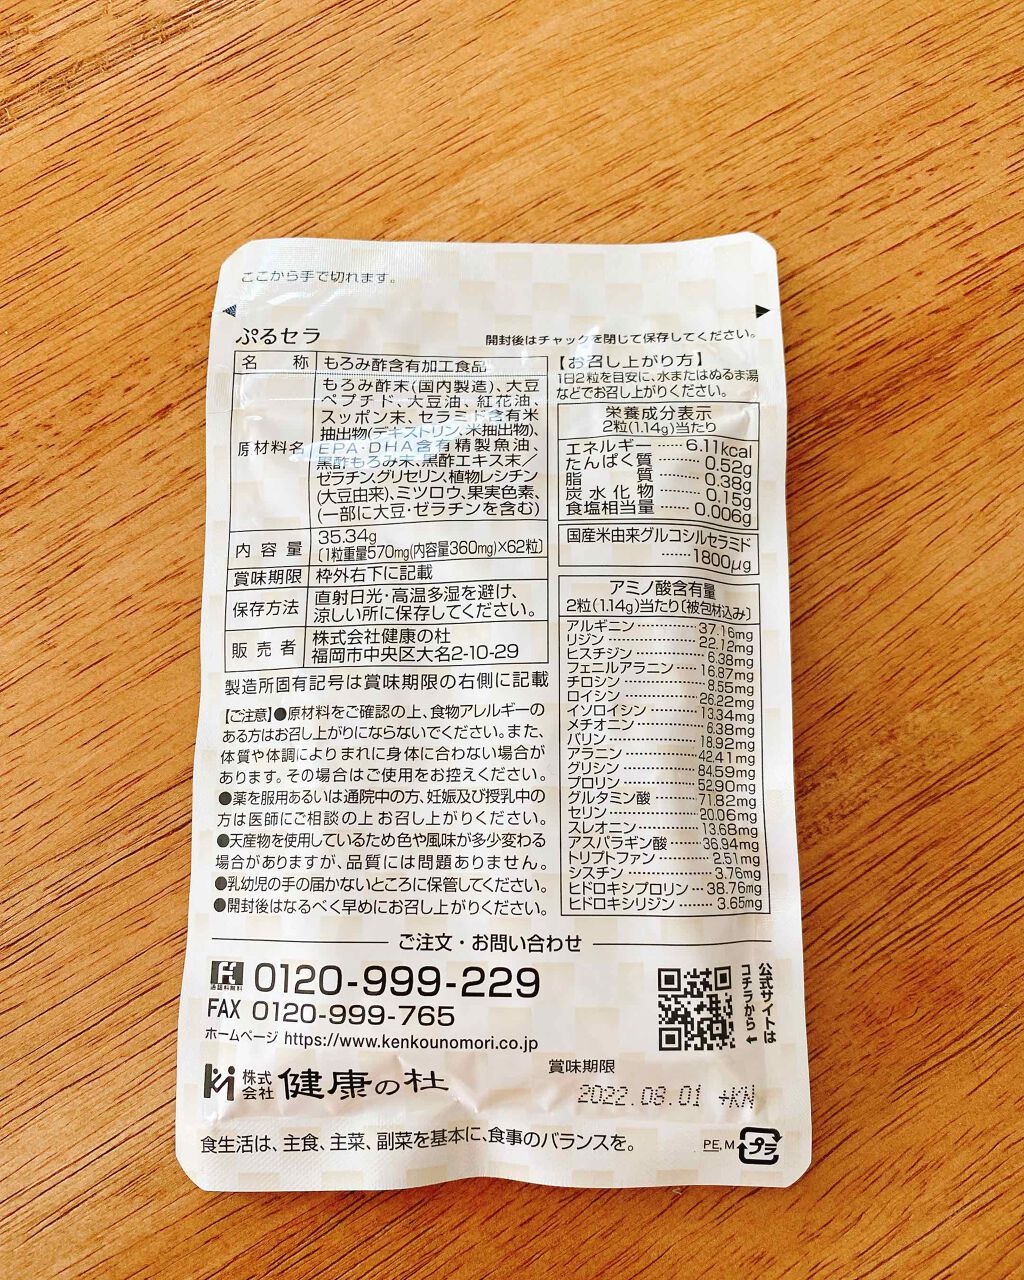 ここから手で切れます。
ぷるセラ
開封後はチャックを閉じて保存してください。
名 称 もろみ酢含有加工食品
原材料名
もろみ酢末(国内製造)、大豆
ペプチド、大豆油、紅花油、
スッポン末、セラミド含有米
抽出物(デキストリン、米抽出物)、
EPA・DHA含有精製魚油、
黒酢もろみ末、黒酢エキス末／
ゼラチン、グリセリン、植物レシチン
(大豆由来)、ミツロウ、果実色素、
(一部に大豆・ゼラチンを含む)
内容量
35.34g
〔1粒重量570mg(内容量360mg)×62粒〕
賞味期限 枠外右下に記載
保存方法
直射日光・高温多湿を避け、
涼しい所に保存してください。
販売者
株式会社健康の杜
福岡市中央区大名2-10-29
製造所固有記号は賞味期限の右側に記載
【ご注意】●原材料をご確認の上、食物アレルギーの
ある方はお召し上がりにならないでください。また、
体質や体調によりまれに身体に合わない場合が
あります。その場合はご使用をお控えください。
●薬を服用あるいは通院中の方、妊娠及び授乳中の
方は医師にご相談の上お召し上がりください。
●天産物を使用しているため色や風味が多少変わる
場合がありますが、品質には問題ありません。
●乳幼児の手の届かないところに保管してください。
●開封後はなるべく早めにお召し上がりください。
【お召し上がり方】
1日2粒を目安に、水またはぬるま湯
などでお召し上がりください。
栄養成分表示
2粒(1.14g)当たり
エネルギー……6.11kcal
たんぱく質………0.52g
脂質………0.38g
炭水化物………0.15g
食塩相当量………0.006g
国産米由来グルコシルセラミド
……1800μg
アミノ酸含有量
2粒(1.14g)当たり〔被包材込み〕
アルギニン………37.16mg
リジン………22.12mg
ヒスチジン………6.38mg
フェニルアラニン…16.87mg
チロシン………8.55mg
ロイシン………26.22mg
イソロイシン………13.34mg
メチオニン………6.38mg
バリン………18.92mg
アラニン………42.41mg
グリシン………84.59mg
プロリン………52.90mg
グルタミン酸………71.82mg
セリン………20.06mg
スレオニン………13.68mg
アスパラギン酸……36.94mg
トリプトファン………2.51mg
シスチン………3.76mg
ヒドロキシプロリン…38.76mg
ヒドロキシリジン……3.65mg
ご注文・お問い合わせ
通話料無料 0120-999-229
FAX 0120-999-765
ホームページ https://www.kenkounomori.co.jp
公式サイトは
コチラから
株式会社 健康の杜
賞味期限
2022.08.01 +KN
食生活は、主食、主菜、副菜を基本に、食事のバランスを。
PE,M プラ